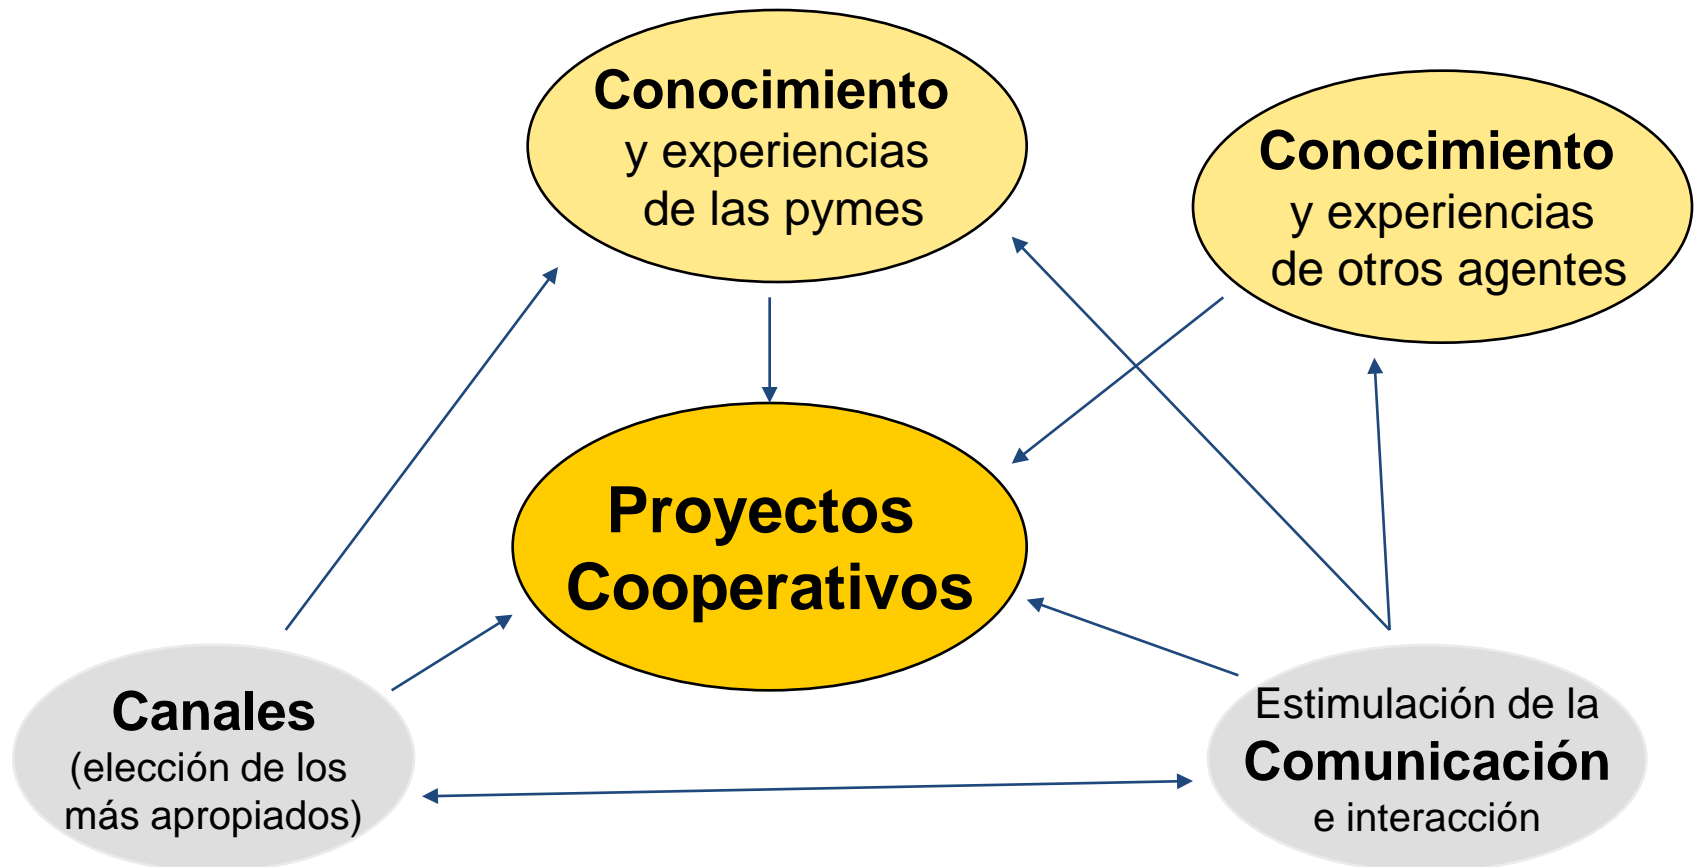 Conocimiento
y experiencias
de las pymes
Conocimiento
y experiencias
de otros agentes
Proyectos
Cooperativos
Canales
(elección de los
más apropiados)
Estimulación de la
Comunicación
e interacción